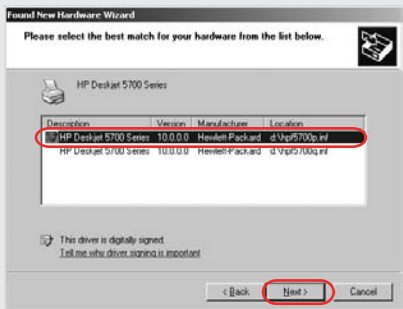 Found New Hardware Wizard
Please select the best match for your hardware from the list below.
HP Deskjet 5700 Series
Description Version Manufacturer Location
HP Deskjet 5700 Series 10.0.0.0 Hewlett-Packard d:\hpf5700p.inf
HP Deskjet 5700 Series 10.0.0.0 Hewlett-Packard d:\hpf5700q.inf
This driver is digitally signed.
Tell me why driver signing is important
< Back Next > Cancel